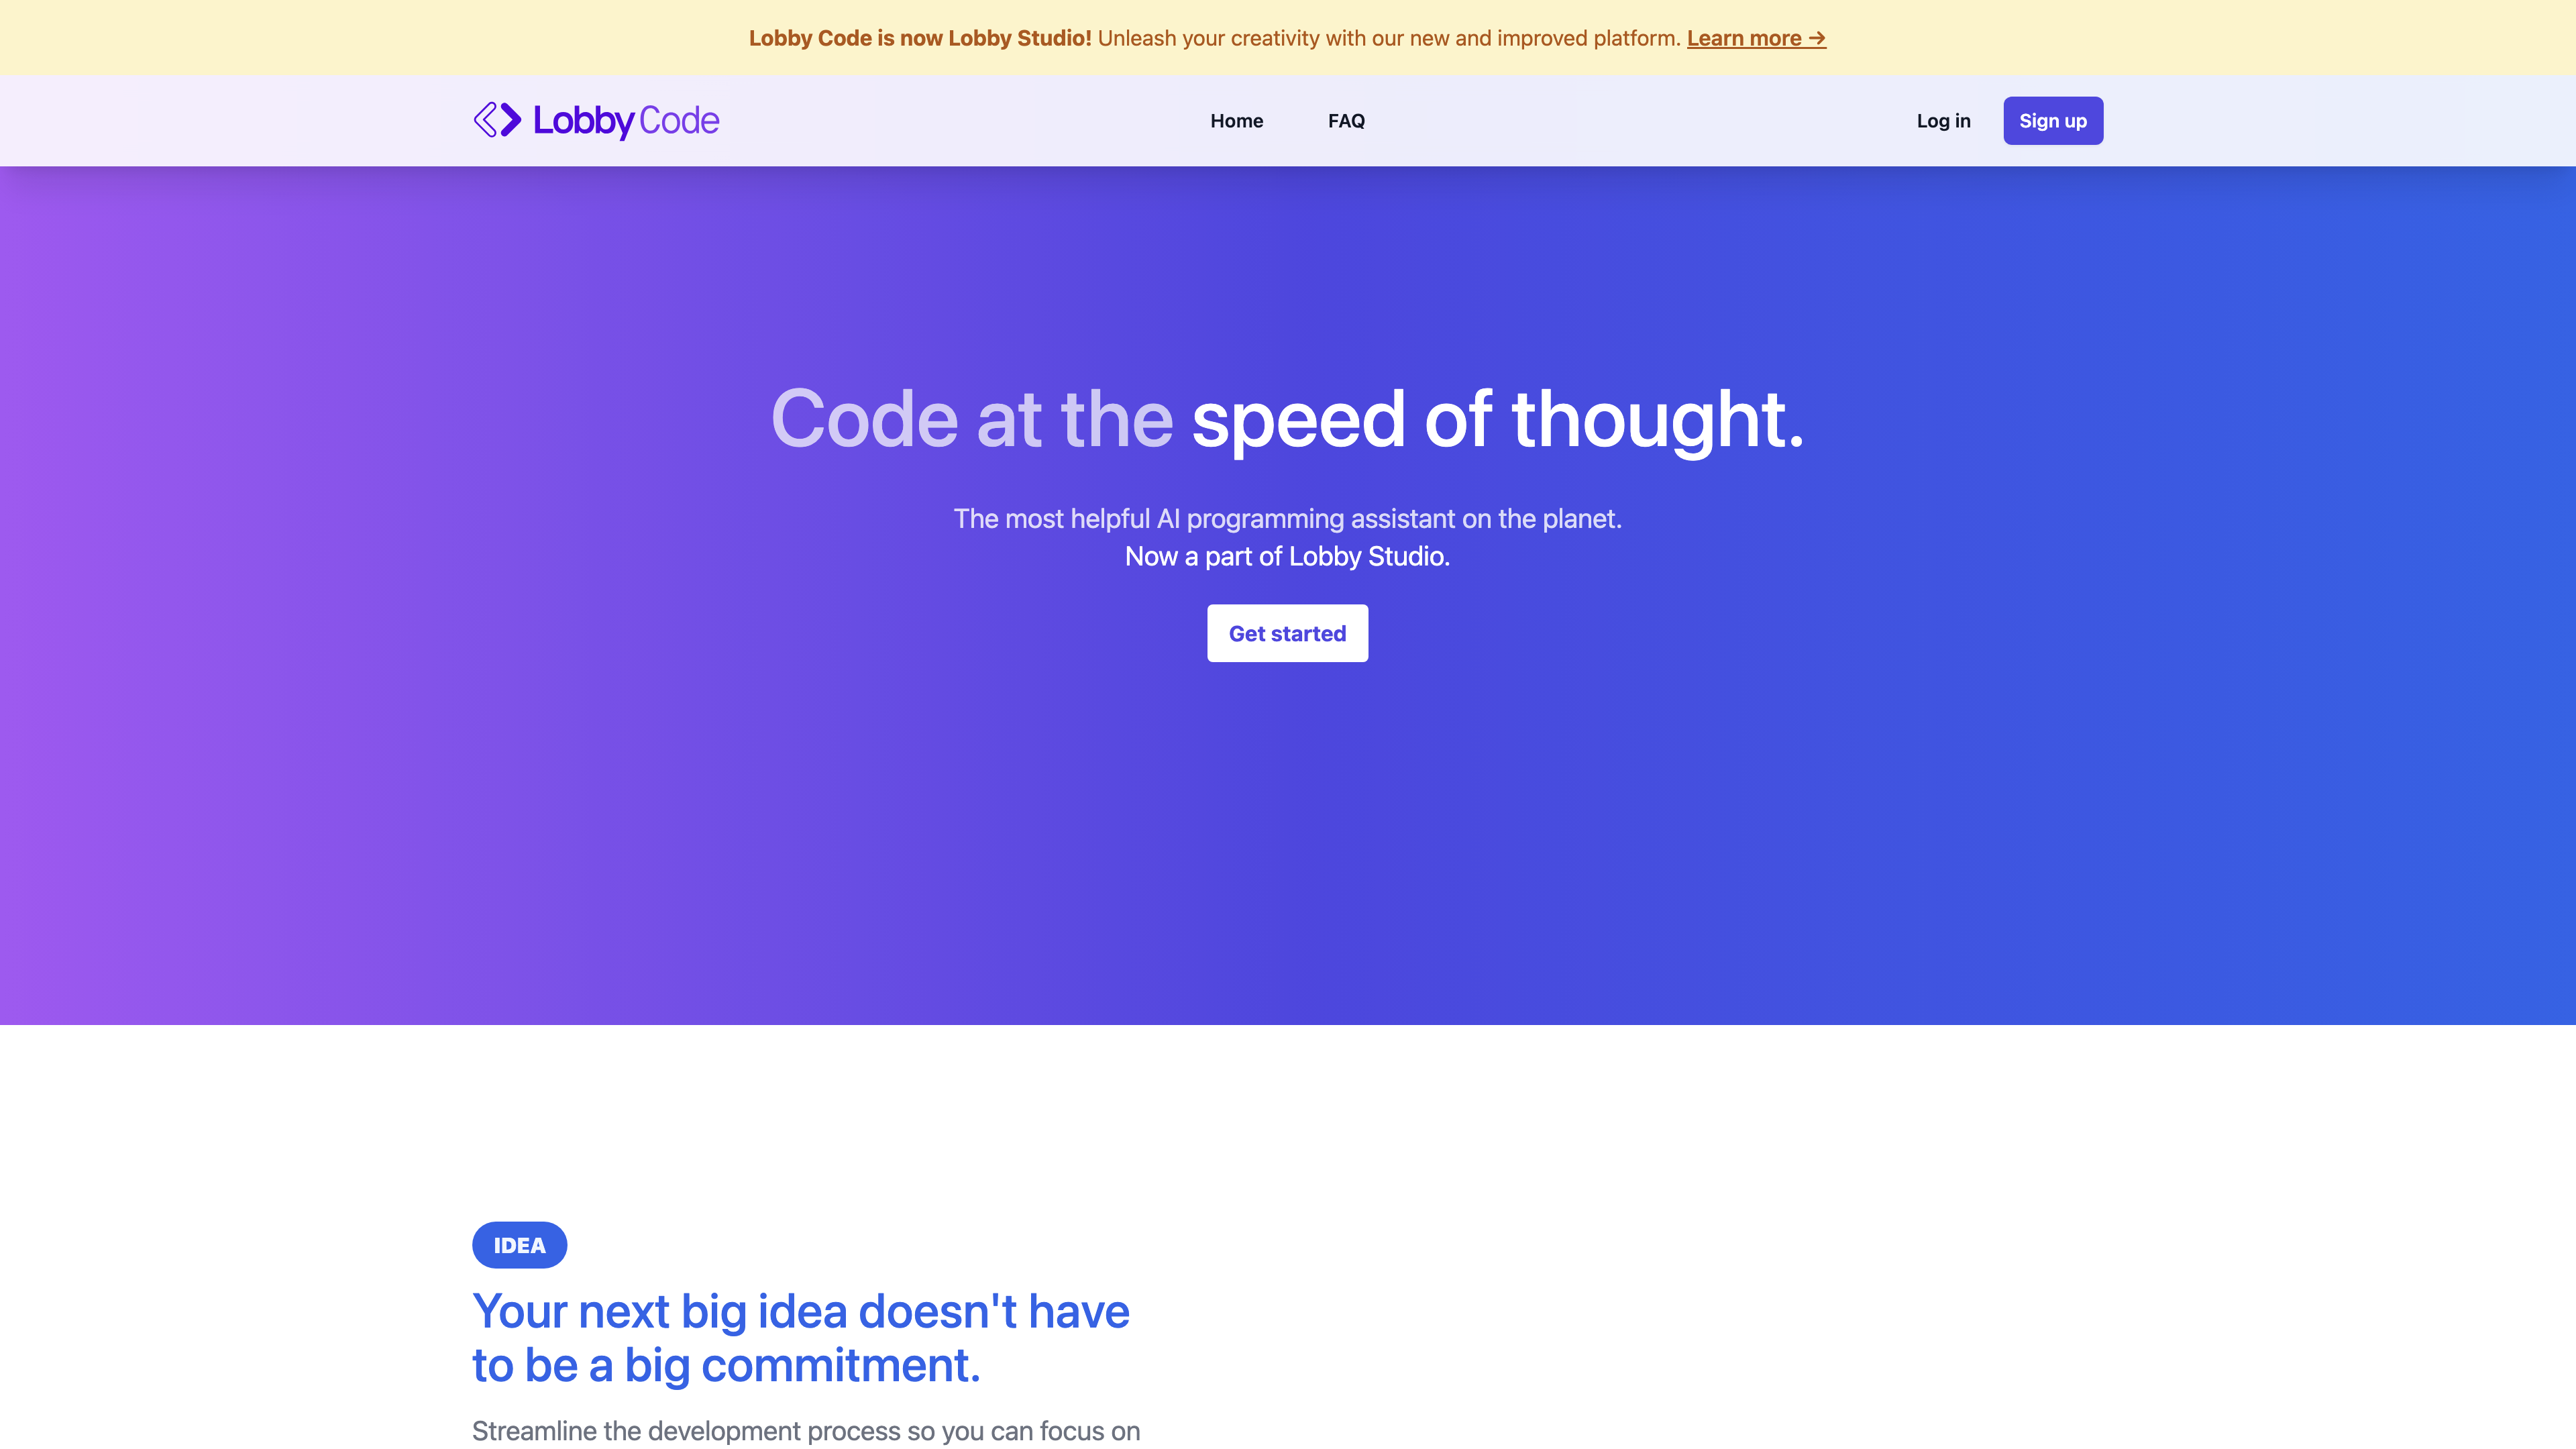 Lobby Code is now Lobby Studio! Unleash your creativity with our new and improved platform. Learn more →
Lobby Code
Home
FAQ
Log in
Sign up
Code at the speed of thought.
The most helpful AI programming assistant on the planet.
Now a part of Lobby Studio.
Get started
IDEA
Your next big idea doesn't have
to be a big commitment.
Streamline the development process so you can focus on